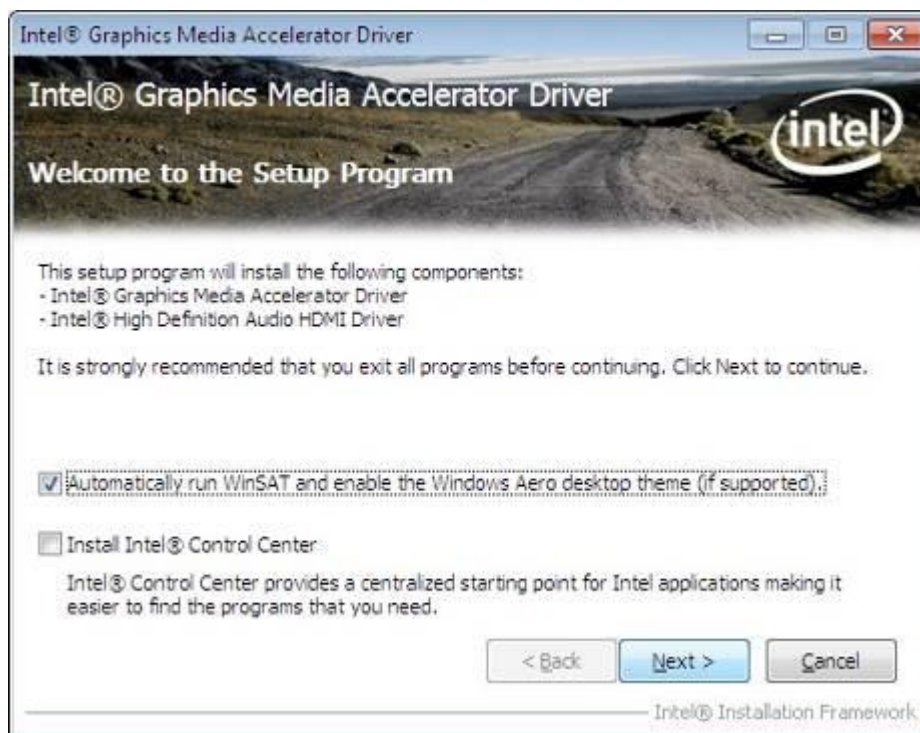 Intel® Graphics Media Accelerator Driver
Intel® Graphics Media Accelerator Driver
intel
Welcome to the Setup Program
This setup program will install the following components:
- Intel® Graphics Media Accelerator Driver
- Intel® High Definition Audio HDMI Driver
It is strongly recommended that you exit all programs before continuing. Click Next to continue.
Automatically run WinSAT and enable the Windows Aero desktop theme (if supported).
Install Intel® Control Center
Intel® Control Center provides a centralized starting point for Intel applications making it
easier to find the programs that you need.
< Back Next > Cancel
Intel® Installation Framework